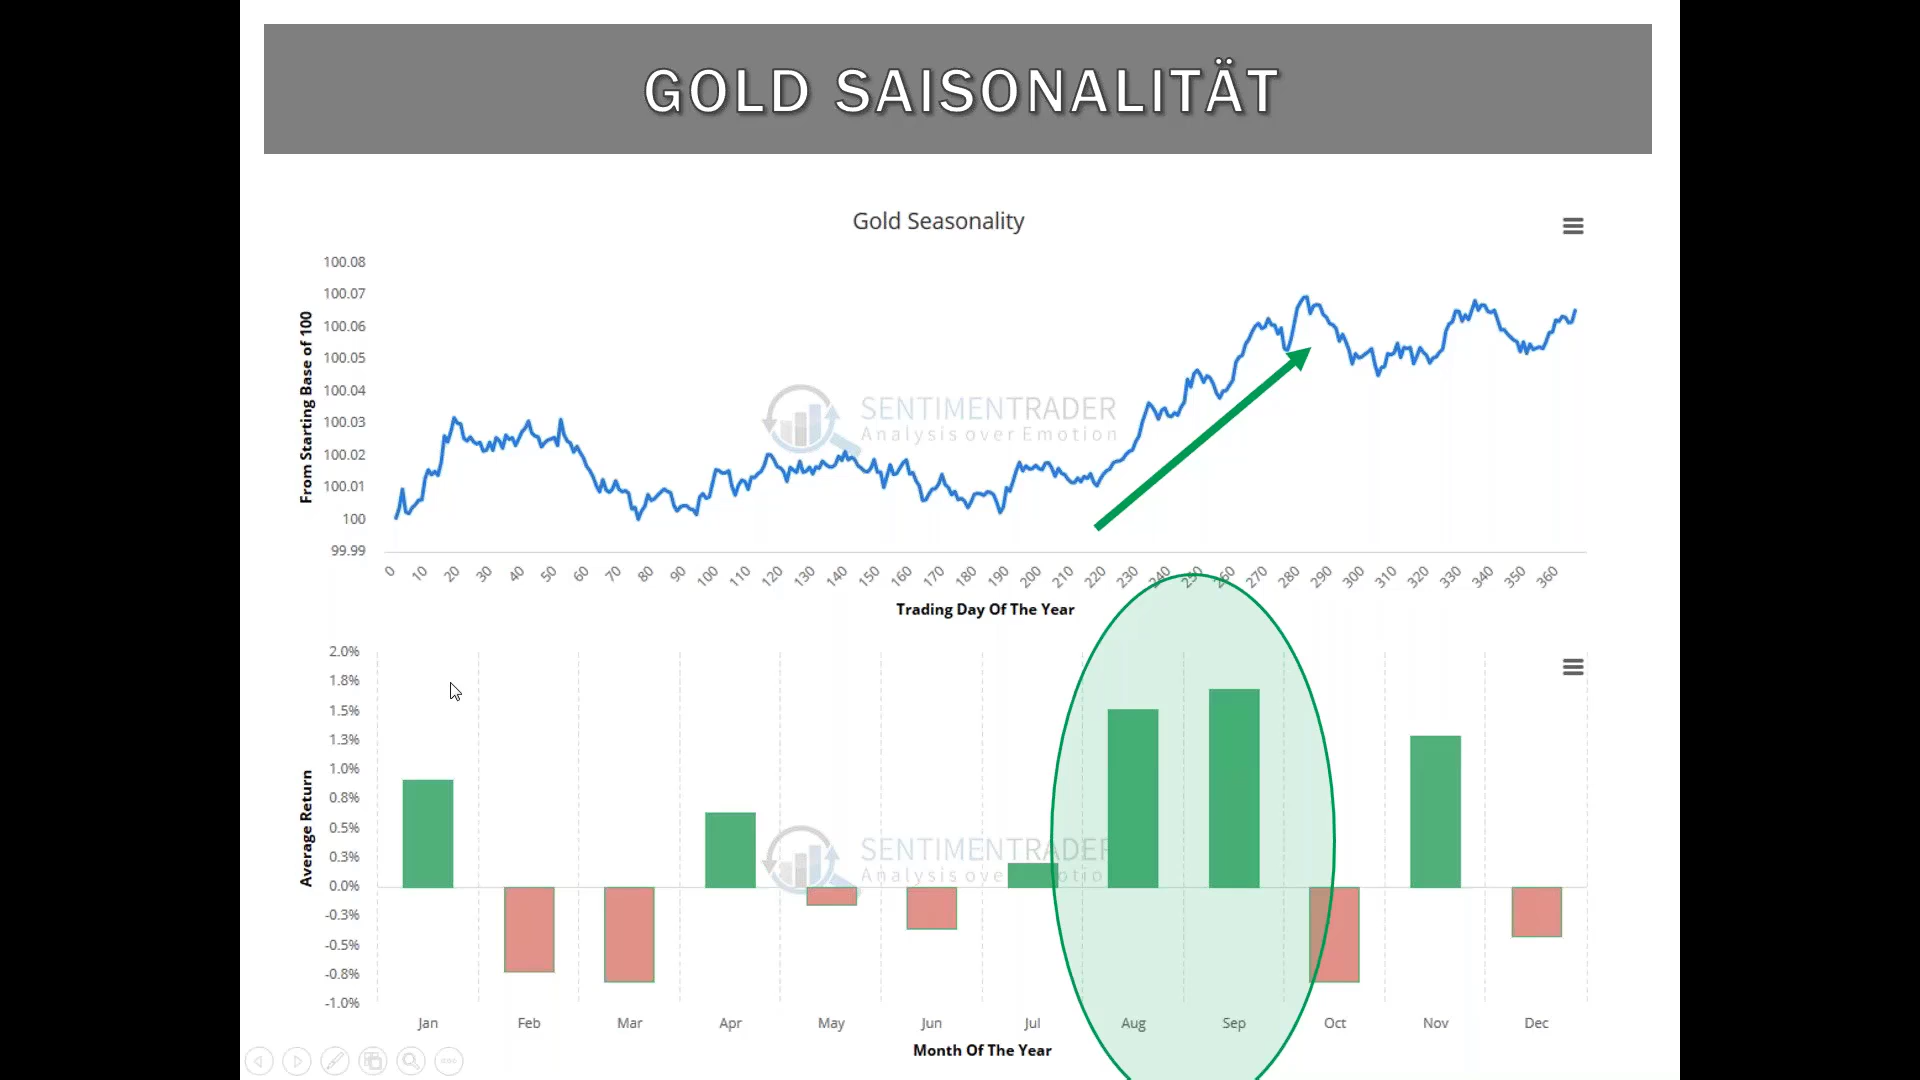 GOLD SAISONALITÄT
Gold Seasonality
100.08
100.07
100.06
100.05
100.04
100.03
100.02
100.01
100
99.99
From Starting Base of 100
SENTIMENTRADER
Analysis over Emotion
0 10 20 30 40 50 60 70 80 90 100 110 120 130 140 150 160 170 180 190 200 210 220 230 240 250 260 270 280 290 300 310 320 330 340 350 360
Trading Day Of The Year
2.0%
1.8%
1.5%
1.3%
1.0%
0.8%
0.5%
0.3%
0.0%
-0.3%
-0.5%
-0.8%
-1.0%
Average Return
SENTIMENTRADER
Analysis over Emotion
Jan Feb Mar Apr May Jun Jul Aug Sep Oct Nov Dec
Month Of The Year